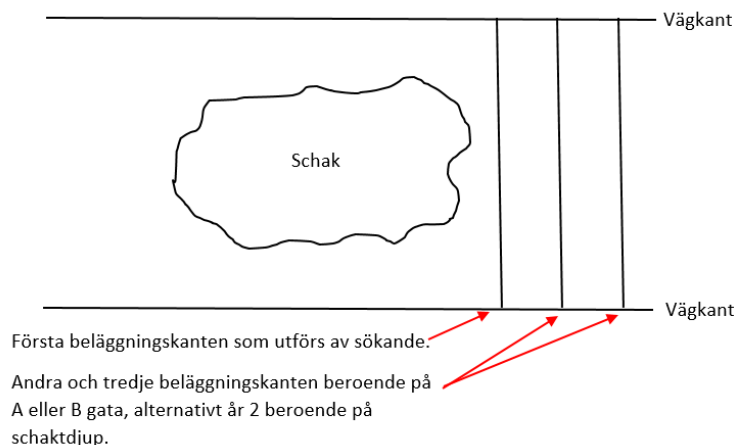 Vägkant
Schak
Vägkant
Första beläggningskanten som utförs av sökande.
Andra och tredje beläggningskanten beroende på
A eller B gata, alternativt år 2 beroende på
schaktdjup.